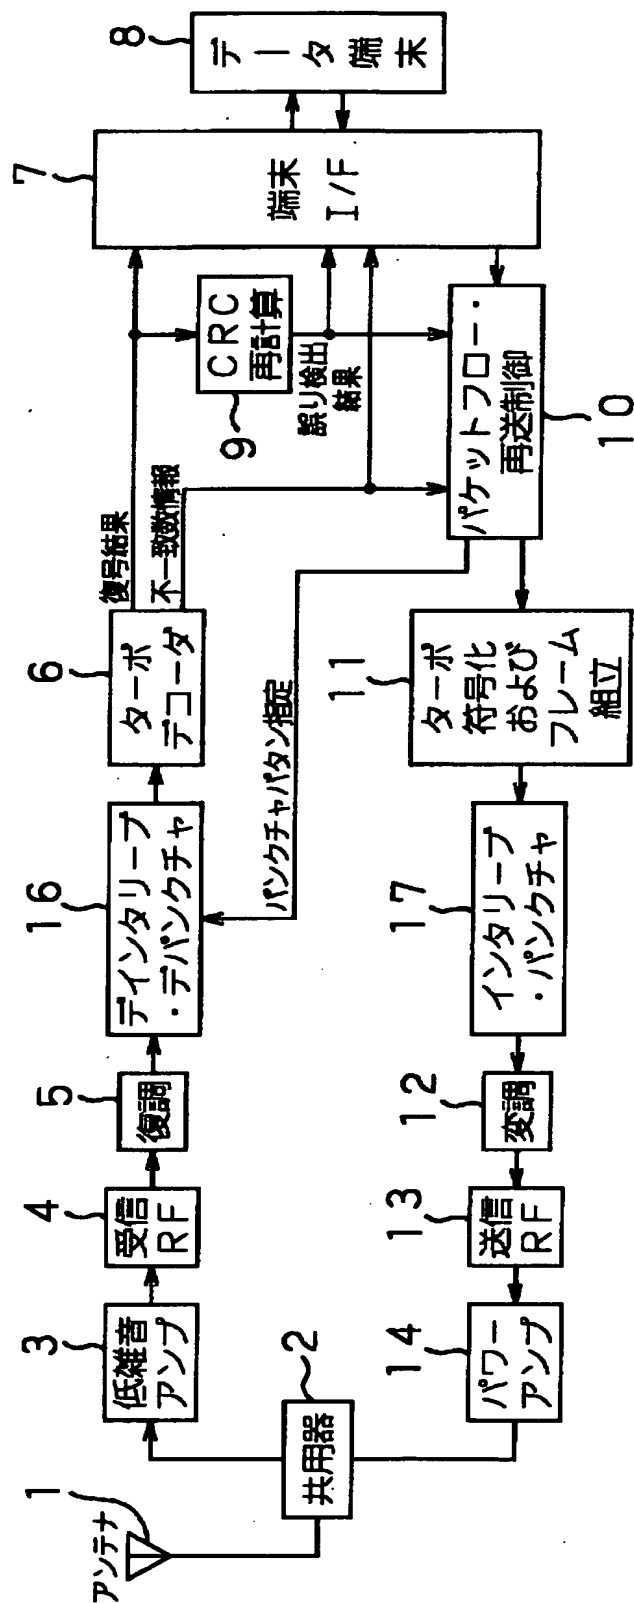 アンテナ
1
共用器
2
3
低雑音
アンプ
4
受信
RF
5
復調
16
デインタリーブ
・デパンクチャ
6
ターボ
デコーダ
復号結果
不一致数情報
CRC
再計算
9
誤り検出
結果
7
端末
I/F
8
データ端末
パケットフロー・
再送制御
10
パンクチャパタン指定
11
ターボ
符号化
および
フレーム
組立
17
インタリーブ
・パンクチャ
12
変調
13
送信
RF
14
パワー
アンプ